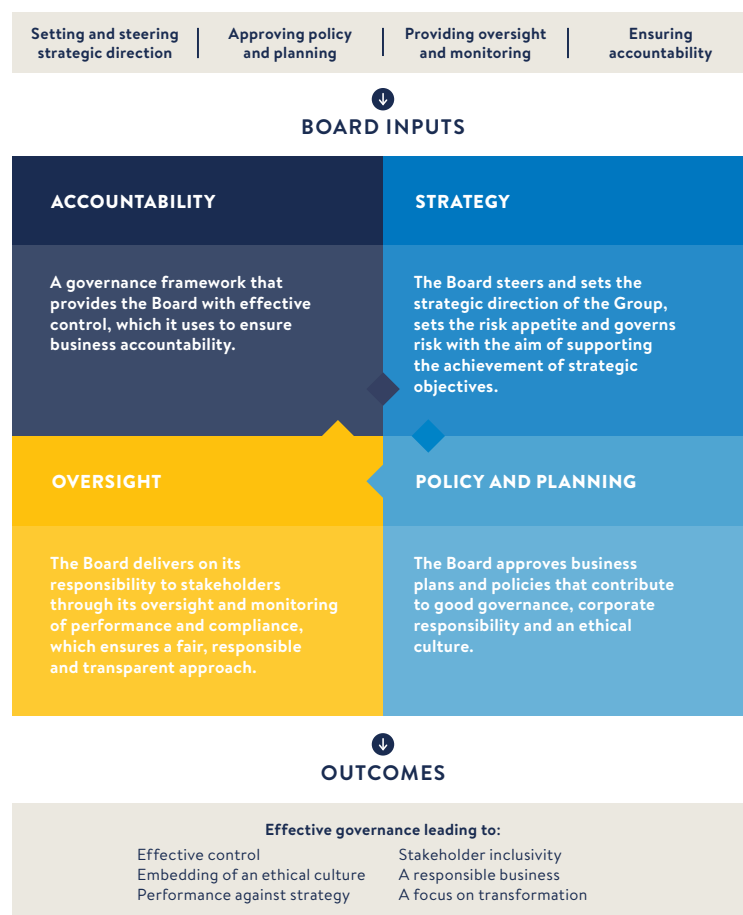 Setting and steering
strategic direction
Approving policy
and planning
Providing oversight
and monitoring
Ensuring
accountability
BOARD INPUTS
ACCOUNTABILITY
A governance framework that
provides the Board with effective
control, which it uses to ensure
business accountability.
STRATEGY
The Board steers and sets the
strategic direction of the Group,
sets the risk appetite and governs
risk with the aim of supporting
the achievement of strategic
objectives.
OVERSIGHT
The Board delivers on its
responsibility to stakeholders
through its oversight and monitoring
of performance and compliance,
which ensures a fair, responsible
and transparent approach.
POLICY AND PLANNING
The Board approves business
plans and policies that contribute
to good governance, corporate
responsibility and an ethical
culture.
OUTCOMES
Effective governance leading to:
Effective control
Embedding of an ethical culture
Performance against strategy
Stakeholder inclusivity
A responsible business
A focus on transformation